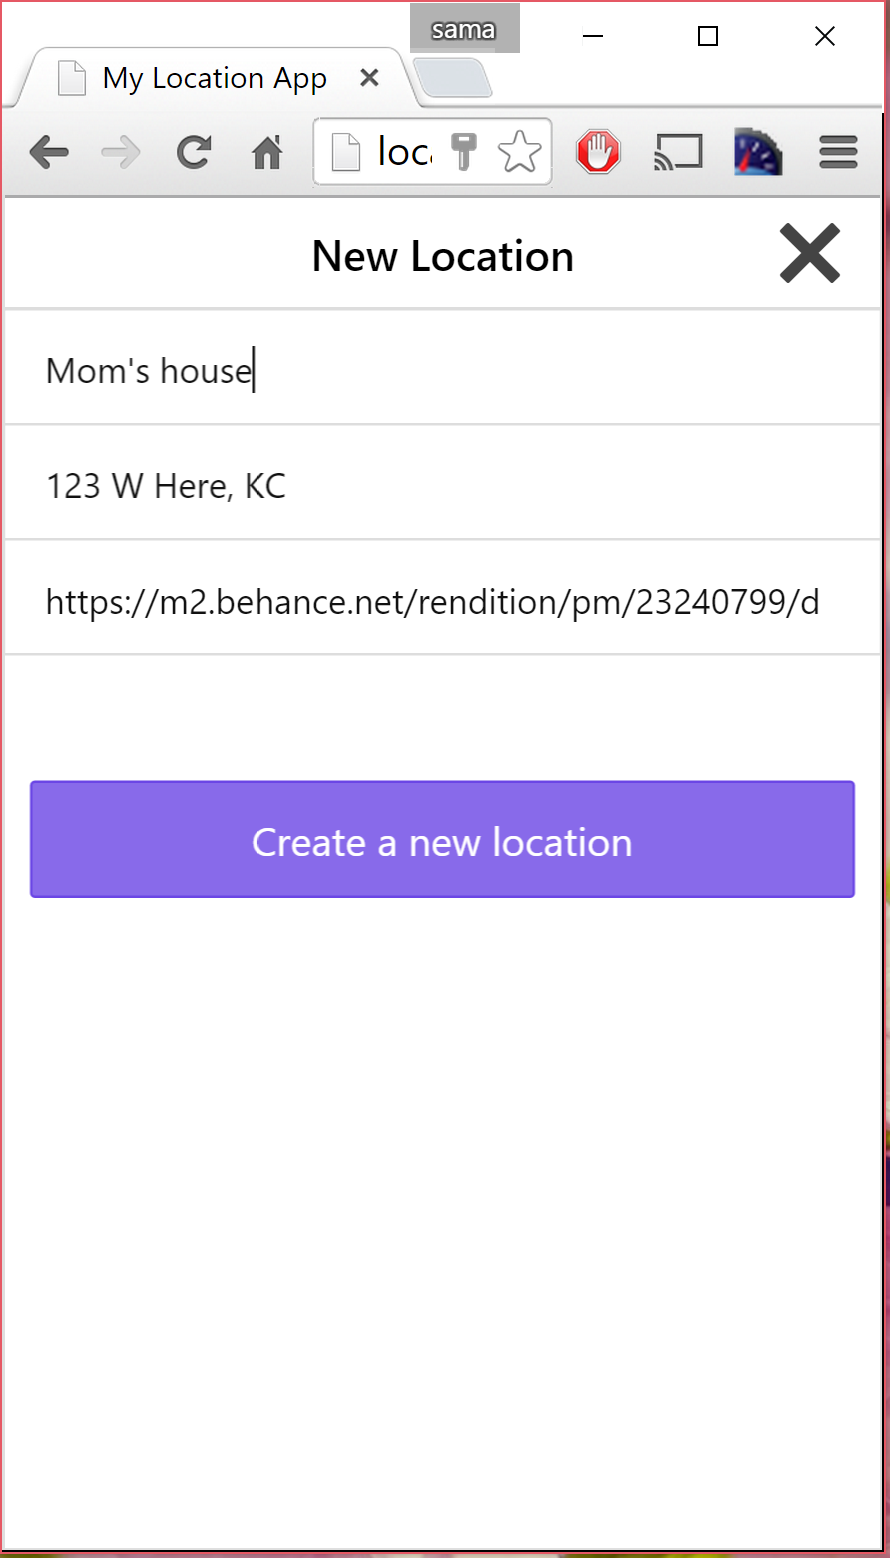 sama
My Location App
loc
New Location
Mom's house
123 W Here, KC
https://m2.behance.net/rendition/pm/23240799/d
Create a new location